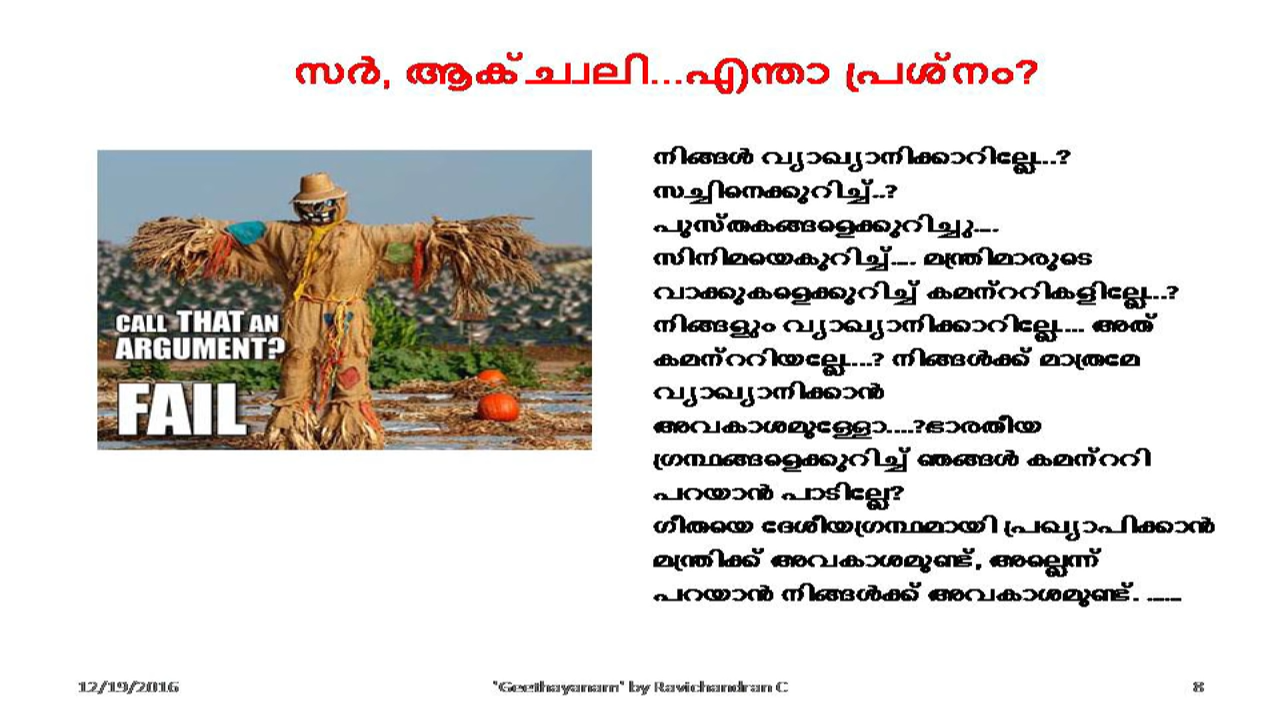 സർ, ആക്ച്വലി...എന്താ പ്രശ്നം?
CALL THAT AN
ARGUMENT?
FAIL
നിങ്ങൾ വ്യാഖ്യാനിക്കാറില്ലേ...?
സച്ചിനെക്കുറിച്ച്..?
പുസ്തകങ്ങളെക്കുറിച്ചു....
സിനിമയെകുറിച്ച്.... മന്ത്രിമാരുടെ
വാക്കുകളെക്കുറിച്ച് കമന്ററികളില്ലേ...?
നിങ്ങളും വ്യാഖ്യാനിക്കാറില്ലേ.... അത്
കമന്ററിയല്ലേ....? നിങ്ങൾക്ക് മാത്രമേ
വ്യാഖ്യാനിക്കാൻ
അവകാശമുള്ളോ....?ഭാരതീയ
ഗ്രന്ഥങ്ങളെക്കുറിച്ച് ഞങ്ങൾ കമന്ററി
പറയാൻ പാടില്ലേ?
ഗീതയെ ദേശീയഗ്രന്ഥമായി പ്രഖ്യാപിക്കാൻ
മന്ത്രിക്ക് അവകാശമുണ്ട്, അല്ലെന്ന്
പറയാൻ നിങ്ങൾക്ക് അവകാശമുണ്ട്. ......
12/19/2016
'Geethayanam' by Ravichandran C
8